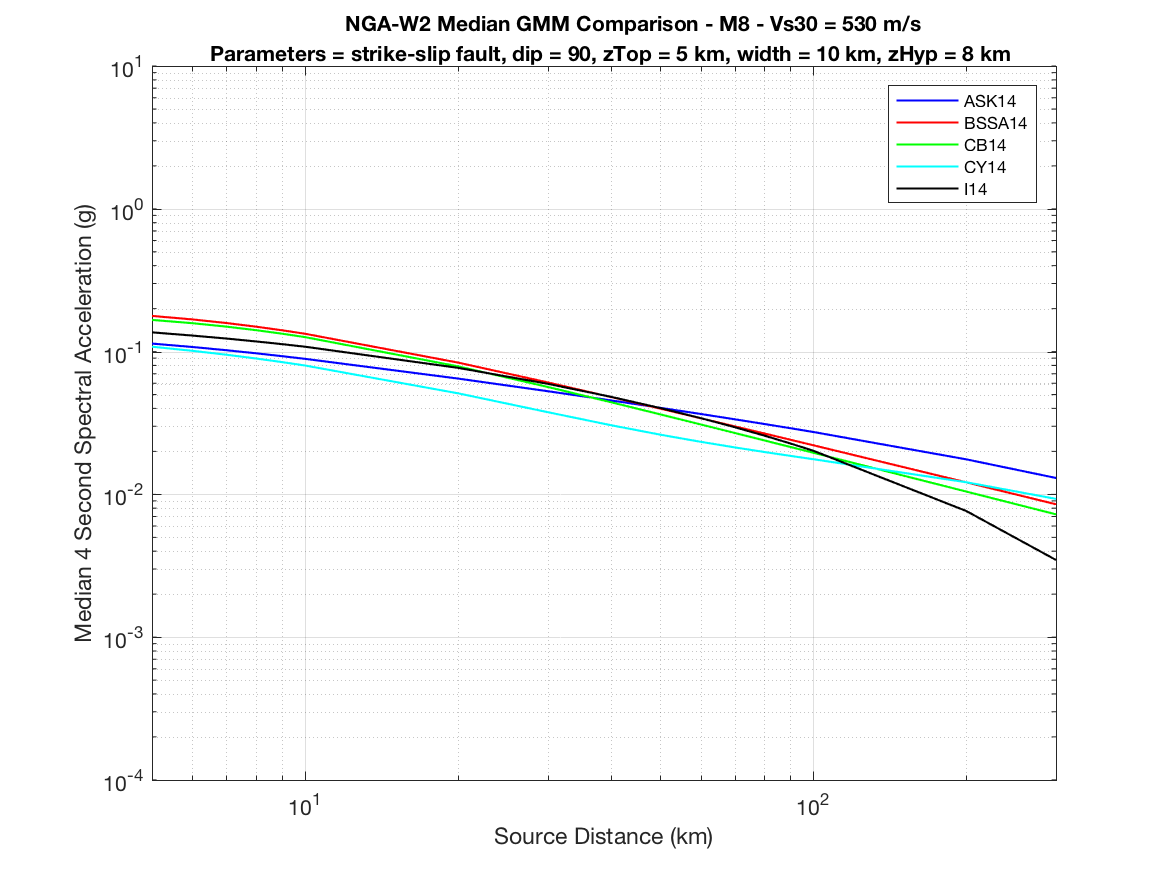 NGA-W2 Median GMM Comparison - M8 - Vs30 = 530 m/s
Parameters = strike-slip fault, dip = 90, zTop = 5 km, width = 10 km, zHyp = 8 km
10^1
ASK14
BSSA14
CB14
CY14
I14
10^0
10^-1
10^-2
10^-3
10^-4
Median 4 Second Spectral Acceleration (g)
10^1 10^2
Source Distance (km)